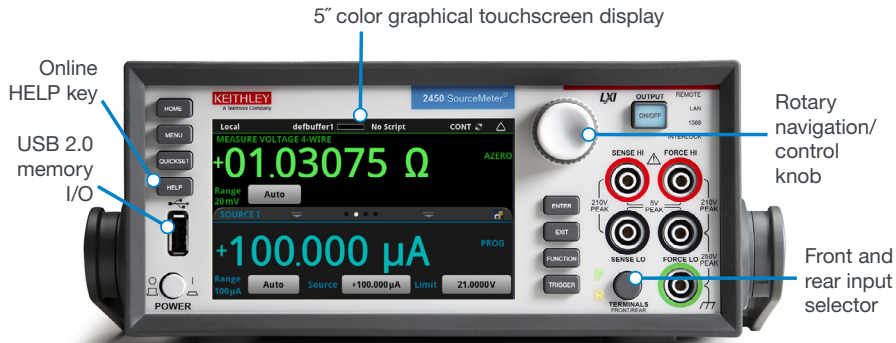 5″ color graphical touchscreen display
Online
HELP key
USB 2.0
memory
I/O
Rotary
navigation/
control
knob
Front and
rear input
selector
KEITHLEY
A Tektronix Company
2450 SourceMeter
LXI
OUTPUT
ON/OFF
REMOTE
LAN
1588
INTERLOCK
HOME
MENU
QUICKSET
HELP
POWER
Local
defbuffer1
No Script
CONT
MEASURE VOLTAGE 4-WIRE
+01.03075 Ω
AZERO
Range
20mV
Auto
SOURCE I
+100.000 µA
PROG
Range
100µA
Auto
Source
+100.000µA
Limit
21.0000V
ENTER
EXIT
FUNCTION
TRIGGER
SENSE HI
FORCE HI
210V
PEAK
5V
PEAK
210V
PEAK
SENSE LO
FORCE LO
250V
PEAK
F
R
TERMINALS
FRONT/REAR